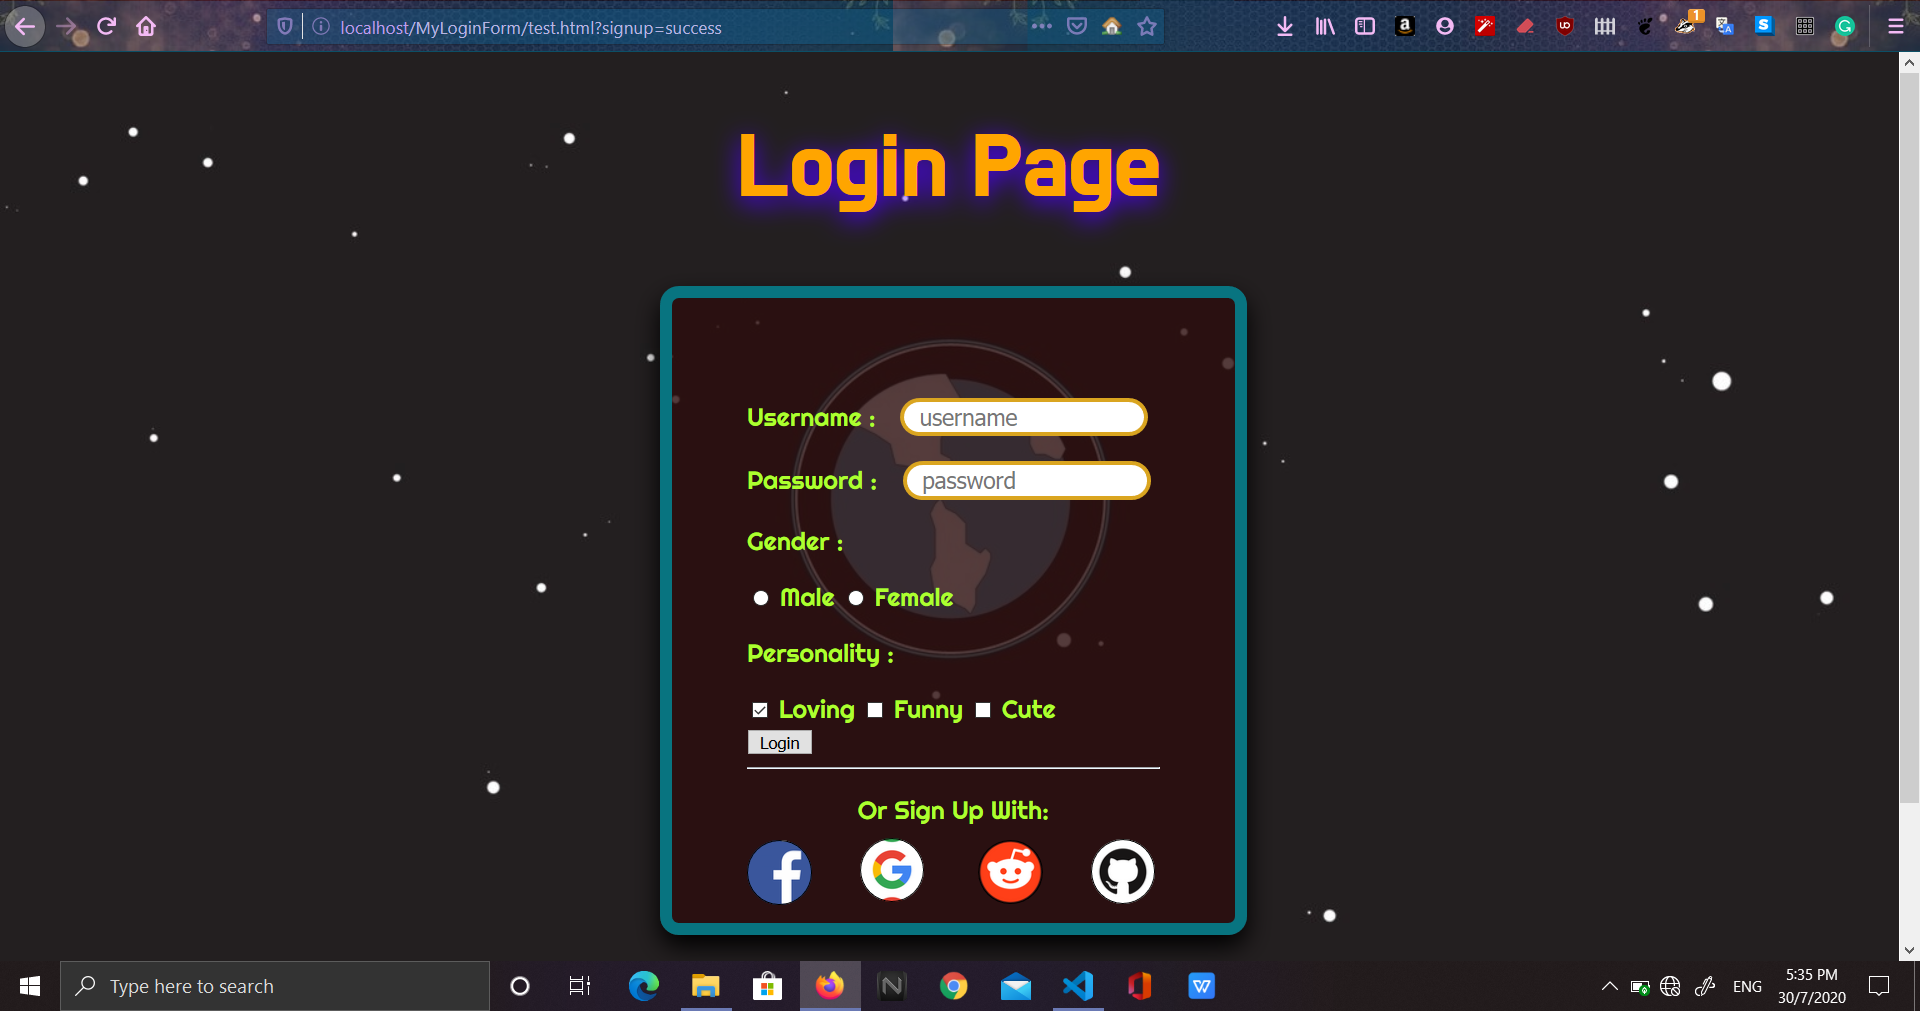 localhost/MyLoginForm/test.html?signup=success
1
Login Page
Username : username
Password : password
Gender :
Male Female
Personality :
Loving Funny Cute
Login
Or Sign Up With:
Type here to search
ENG
5:35 PM
30/7/2020